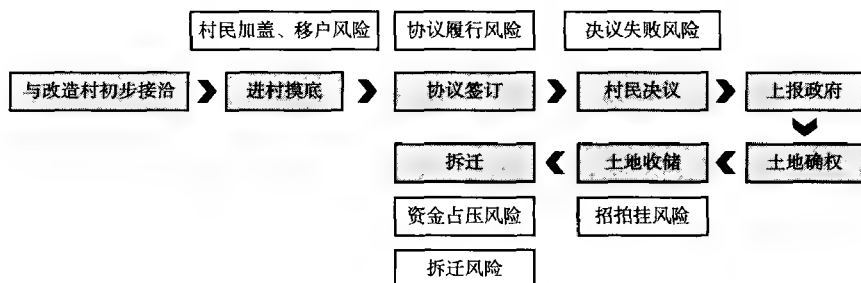 村民加盖、移户风险
协议履行风险
决议失败风险
与改造村初步接洽
进村摸底
协议签订
村民决议
上报政府
拆迁
土地收储
土地确权
资金占压风险
招拍挂风险
拆迁风险